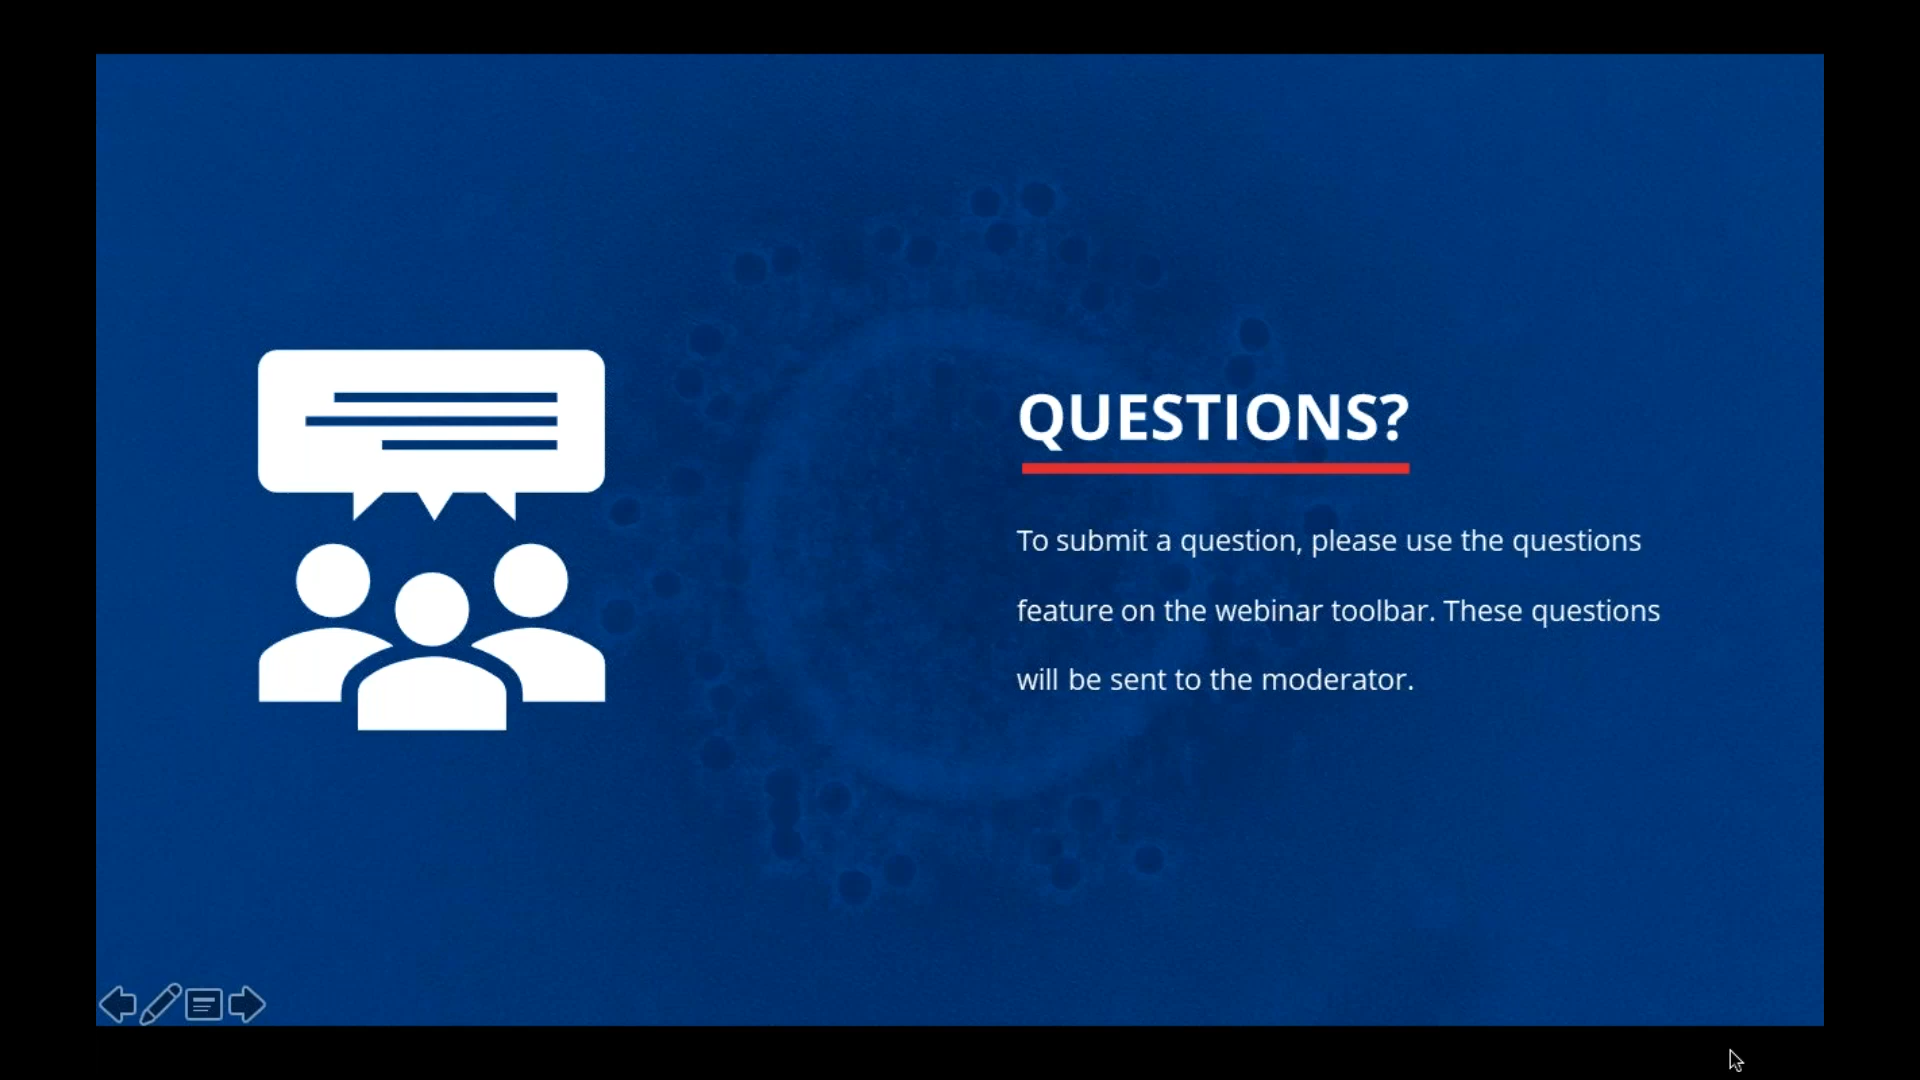 QUESTIONS?
To submit a question, please use the questions
feature on the webinar toolbar. These questions
will be sent to the moderator.